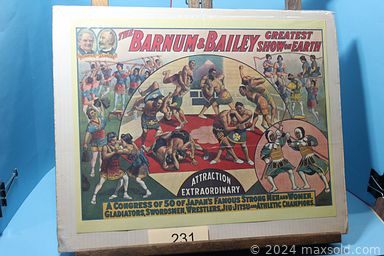 THE BARNUM & BAILEY GREATEST
SHOW ON EARTH
ATTRACTION
EXTRAORDINARY
A CONGRESS OF 50 OF JAPAN'S FAMOUS STRONG MEN AND WOMEN
GLADIATORS, SWORDSMEN, WRESTLERS, JIU JITSU AND ATHLETIC CHAMPIONS
231
© 2024 maxsold.com